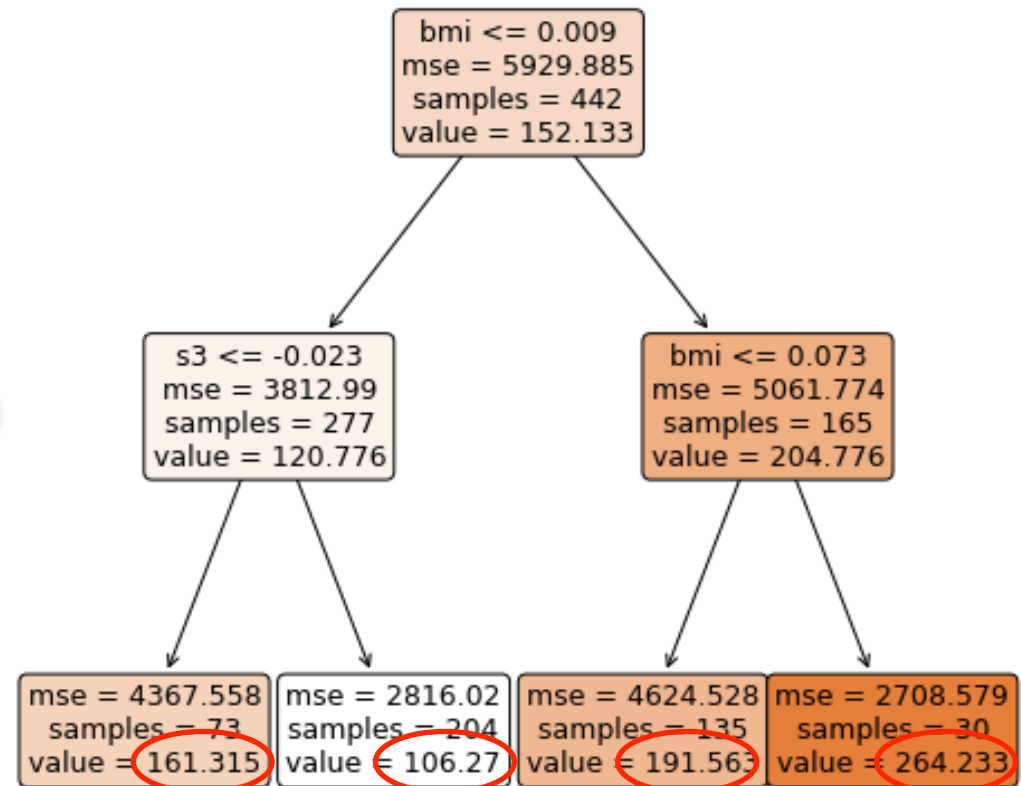 bmi <= 0.009
mse = 5929.885
samples = 442
value = 152.133
s3 <= -0.023
mse = 3812.99
samples = 277
value = 120.776
bmi <= 0.073
mse = 5061.774
samples = 165
value = 204.776
mse = 4367.558
samples = 73
value = 161.315
mse = 2816.02
samples = 204
value = 106.27
mse = 4624.528
samples = 135
value = 191.563
mse = 2708.579
samples = 30
value = 264.233